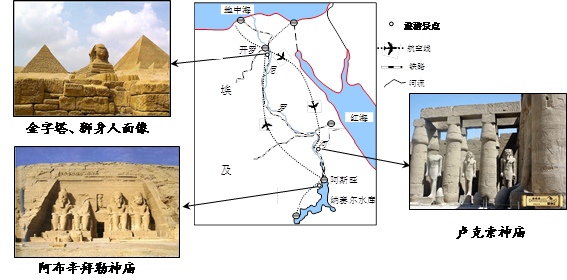 地中海
旅游景点
开罗
航空线
铁路
尼
河流
埃
罗
红海
金字塔、狮身人面像
河
及
阿斯旺
纳赛尔水库
卢克索神庙
阿布辛拜勒神庙